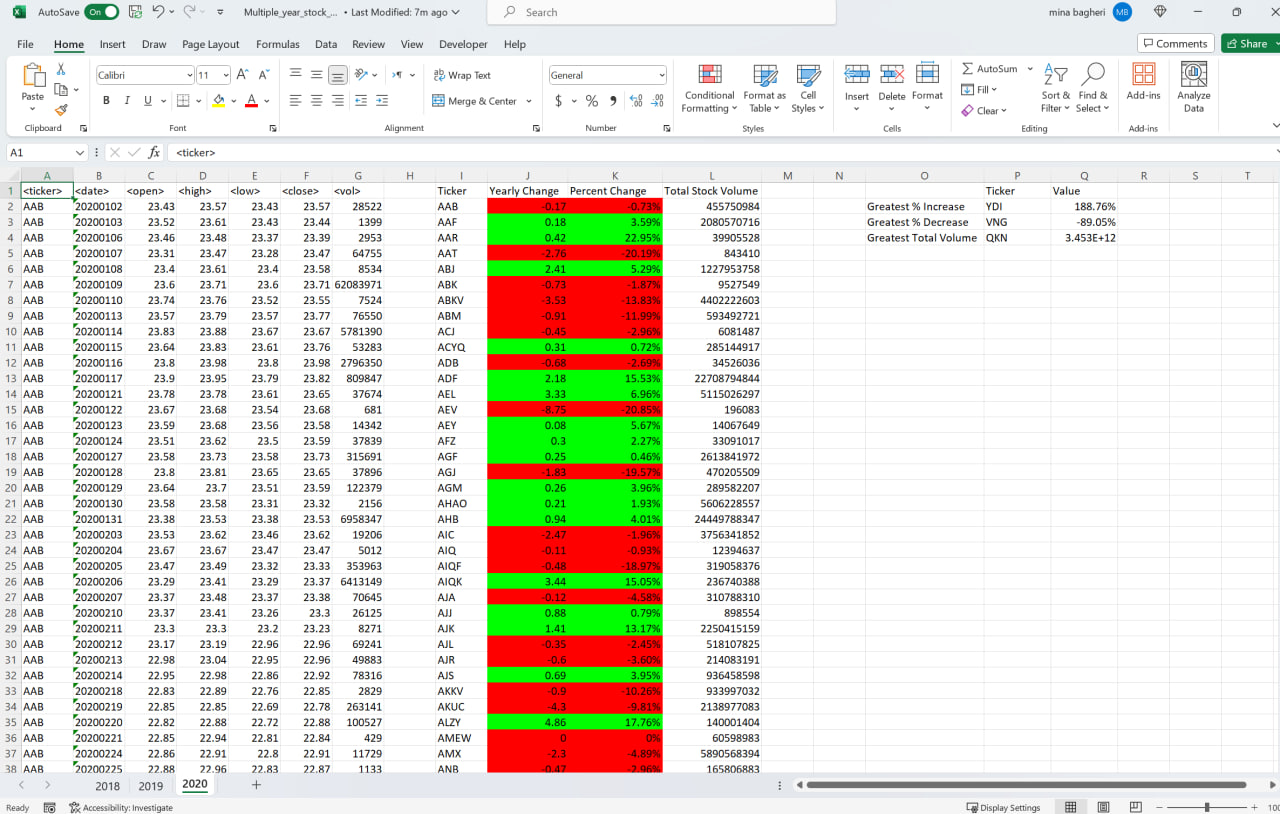 AutoSave On Multiple_year_stock_... • Last Modified: 7m ago Search mina bagheri MB
File Home Insert Draw Page Layout Formulas Data Review View Developer Help Comments Share
Calibri 11 Wrap Text General AutoSum
Paste B I U Merge & Center $ % Conditional Formatting Format as Table Cell Styles Insert Delete Format Fill Clear Sort & Filter Find & Select Add-ins Analyze Data
Clipboard Font Alignment Number Styles Cells Editing Add-ins
A1 fx <ticker>
A B C D E F G H I J K L M N O P Q R S T
1 <ticker> <date> <open> <high> <low> <close> <vol> Ticker Yearly Change Percent Change Total Stock Volume Ticker Value
2 AAB 20200102 23.43 23.57 23.43 23.57 28522 AAB -0.17 -0.73% 455750984 Greatest % Increase YDI 188.76%
3 AAB 20200103 23.52 23.61 23.43 23.44 1399 AAF 0.18 3.59% 2080570716 Greatest % Decrease VNG -89.05%
4 AAB 20200106 23.46 23.48 23.37 23.39 2953 AAR 0.42 22.95% 39905528 Greatest Total Volume QKN 3.453E+12
5 AAB 20200107 23.31 23.47 23.28 23.47 64755 AAT -2.76 -20.19% 843410
6 AAB 20200108 23.4 23.61 23.4 23.58 8534 ABJ 2.41 5.29% 1227953758
7 AAB 20200109 23.6 23.71 23.6 23.71 62083971 ABK -0.73 -1.87% 9527549
8 AAB 20200110 23.74 23.76 23.52 23.55 7524 ABKV -3.53 -13.83% 4402222603
9 AAB 20200113 23.57 23.79 23.57 23.77 76550 ABM -0.91 -11.99% 593492721
10 AAB 20200114 23.83 23.88 23.67 23.67 5781390 ACJ -0.45 -2.96% 6081487
11 AAB 20200115 23.64 23.83 23.61 23.76 53283 ACYQ 0.31 0.72% 285144917
12 AAB 20200116 23.8 23.98 23.8 23.98 2796350 ADB -0.68 -2.69% 34526036
13 AAB 20200117 23.9 23.95 23.79 23.82 809847 ADF 2.18 15.53% 22708794844
14 AAB 20200121 23.78 23.78 23.61 23.65 37674 AEL 3.33 6.96% 5115026297
15 AAB 20200122 23.67 23.68 23.54 23.68 681 AEV -8.75 -20.85% 196083
16 AAB 20200123 23.59 23.68 23.56 23.58 14342 AEY 0.08 5.67% 14067649
17 AAB 20200124 23.51 23.62 23.5 23.59 37839 AFZ 0.3 2.27% 33091017
18 AAB 20200127 23.58 23.73 23.58 23.73 315691 AGF 0.25 0.46% 2613841972
19 AAB 20200128 23.8 23.81 23.65 23.65 37896 AGJ -1.83 -19.57% 470205509
20 AAB 20200129 23.64 23.7 23.51 23.59 122379 AGM 0.26 3.96% 289582207
21 AAB 20200130 23.58 23.58 23.31 23.32 2156 AHAO 0.21 1.93% 5606228557
22 AAB 20200131 23.38 23.53 23.38 23.53 6958347 AHB 0.94 4.01% 24449788347
23 AAB 20200203 23.53 23.62 23.46 23.62 19206 AIC -2.47 -1.96% 3756341852
24 AAB 20200204 23.67 23.67 23.47 23.47 5012 AIQ -0.11 -0.93% 12394637
25 AAB 20200205 23.47 23.49 23.32 23.33 353963 AIQF -0.48 -18.97% 319058376
26 AAB 20200206 23.29 23.41 23.29 23.37 6413149 AIQK 3.44 15.05% 236740388
27 AAB 20200207 23.37 23.48 23.37 23.38 70645 AJA -0.12 -4.58% 310788310
28 AAB 20200210 23.37 23.41 23.26 23.3 26125 AJJ 0.88 0.79% 898554
29 AAB 20200211 23.3 23.3 23.2 23.23 8271 AJK 1.41 13.17% 2250415159
30 AAB 20200212 23.17 23.19 22.96 22.96 69241 AJL -0.35 -2.45% 518107825
31 AAB 20200213 22.98 23.04 22.95 22.96 49883 AJR -0.6 -3.60% 214083191
32 AAB 20200214 22.95 22.98 22.86 22.92 78316 AJS 0.69 3.95% 936458598
33 AAB 20200218 22.83 22.89 22.76 22.85 2829 AKKV -0.9 -10.26% 933997032
34 AAB 20200219 22.85 22.85 22.69 22.78 263141 AKUC -4.3 -9.81% 2138977083
35 AAB 20200220 22.82 22.88 22.72 22.88 100527 ALZY 4.86 17.76% 140001404
36 AAB 20200221 22.85 22.94 22.81 22.84 429 AMEW 0 0% 60598983
37 AAB 20200224 22.86 22.91 22.8 22.91 11729 AMX -2.3 -4.89% 5890568394
38 AAB 20200225 22.88 22.96 22.83 22.87 1133 ANB -0.47 -2.96% 165806883
2018 2019 2020
Ready Accessibility: Investigate Display Settings 100